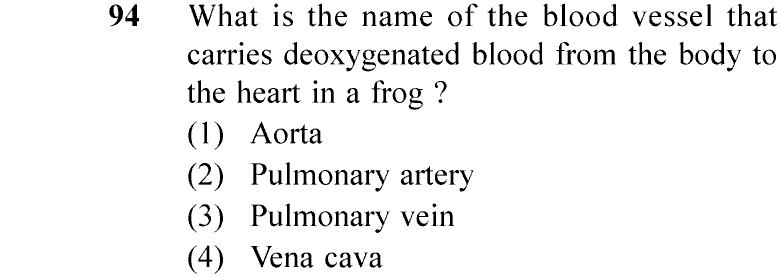 94 What is the name of the blood vessel that
carries deoxygenated blood from the body to
the heart in a frog ?
(1) Aorta
(2) Pulmonary artery
(3) Pulmonary vein
(4) Vena cava